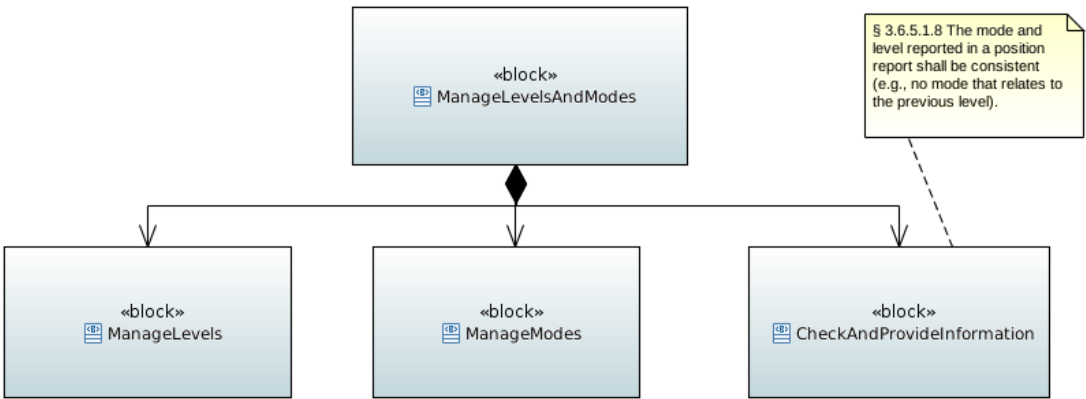 «block»
ManageLevelsAndModes
§ 3.6.5.1.8 The mode and
level reported in a position
report shall be consistent
(e.g., no mode that relates to
the previous level).
«block»
ManageLevels
«block»
ManageModes
«block»
CheckAndProvideInformation